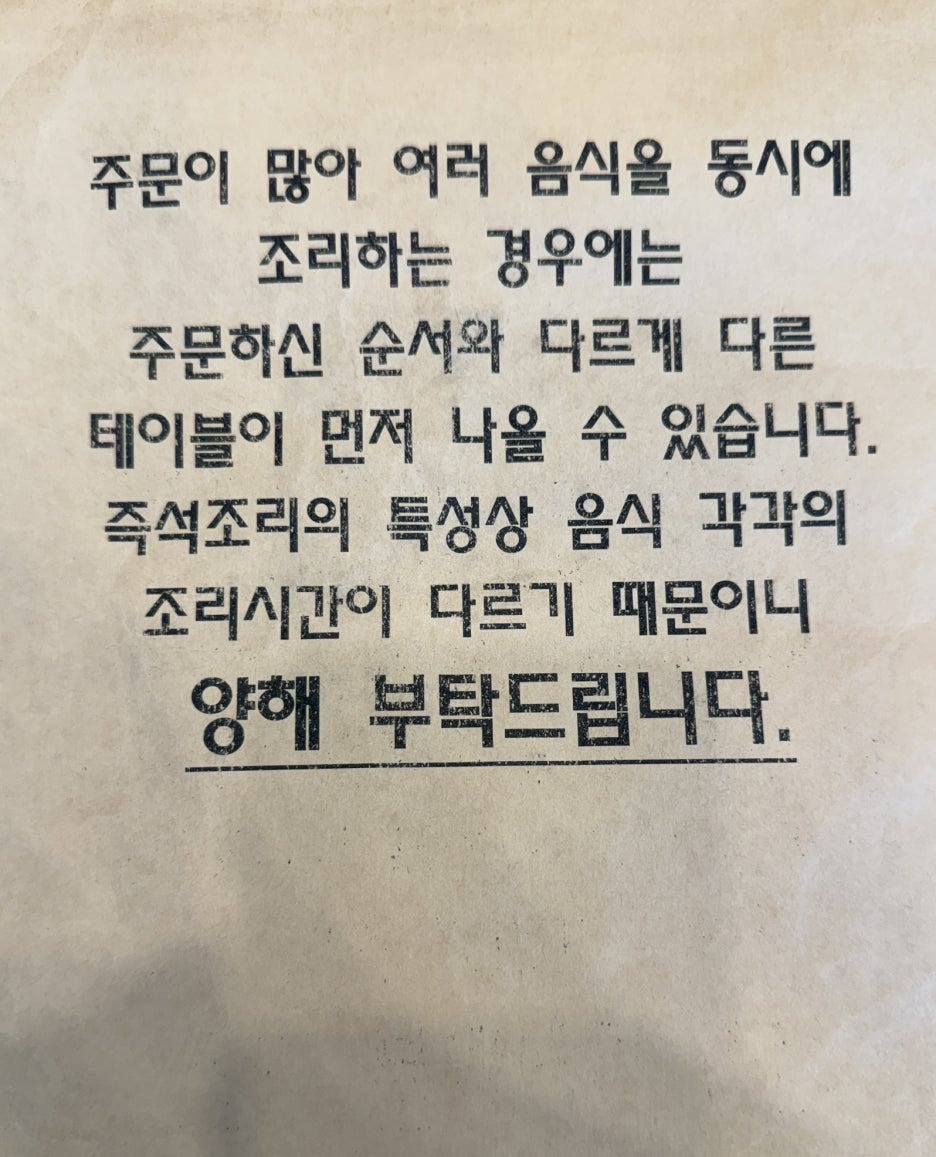 주문이 많아 여러 음식을 동시에
조리하는 경우에는
주문하신 순서와 다르게 다른
테이블이 먼저 나올 수 있습니다.
즉석조리의 특성상 음식 각각의
조리시간이 다르기 때문이니
양해 부탁드립니다.